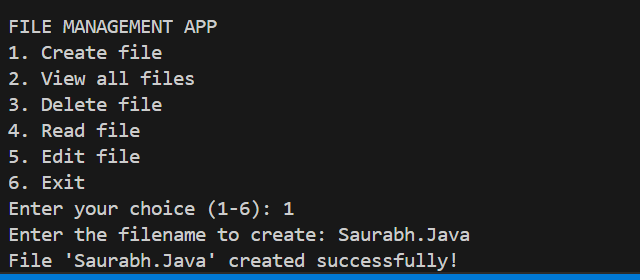 FILE MANAGEMENT APP
1. Create file
2. View all files
3. Delete file
4. Read file
5. Edit file
6. Exit
Enter your choice (1-6): 1
Enter the filename to create: Saurabh.Java
File 'Saurabh.Java' created successfully!